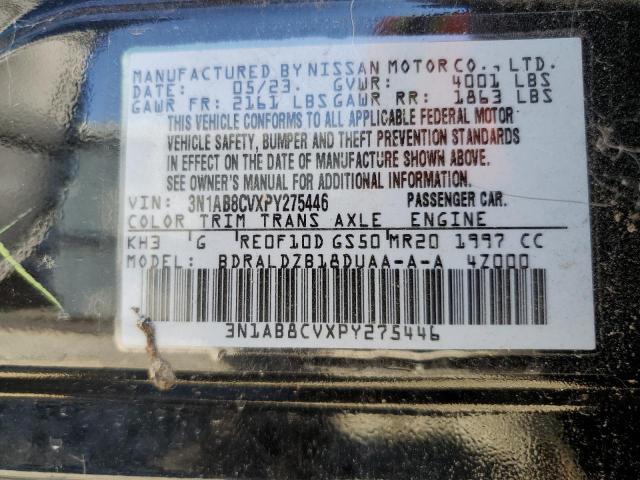 MANUFACTURED BY NISSAN MOTOR CO., LTD.
DATE: 05/23. GVWR: 4001 LBS
GAWR FR: 2161 LBS GAWR RR: 1863 LBS
THIS VEHICLE CONFORMS TO ALL APPLICABLE FEDERAL MOTOR
VEHICLE SAFETY, BUMPER AND THEFT PREVENTION STANDARDS
IN EFFECT ON THE DATE OF MANUFACTURE SHOWN ABOVE.
SEE OWNER'S MANUAL FOR ADDITIONAL INFORMATION.
VIN: 3N1AB8CVXPY275446 PASSENGER CAR.
COLOR TRIM TRANS AXLE ENGINE
KH3 G RE0F10D GS50 MR20 1997 CC
MODEL: BDRALDZB18DUAA-A-A 4Z000
3N1AB8CVXPY275446